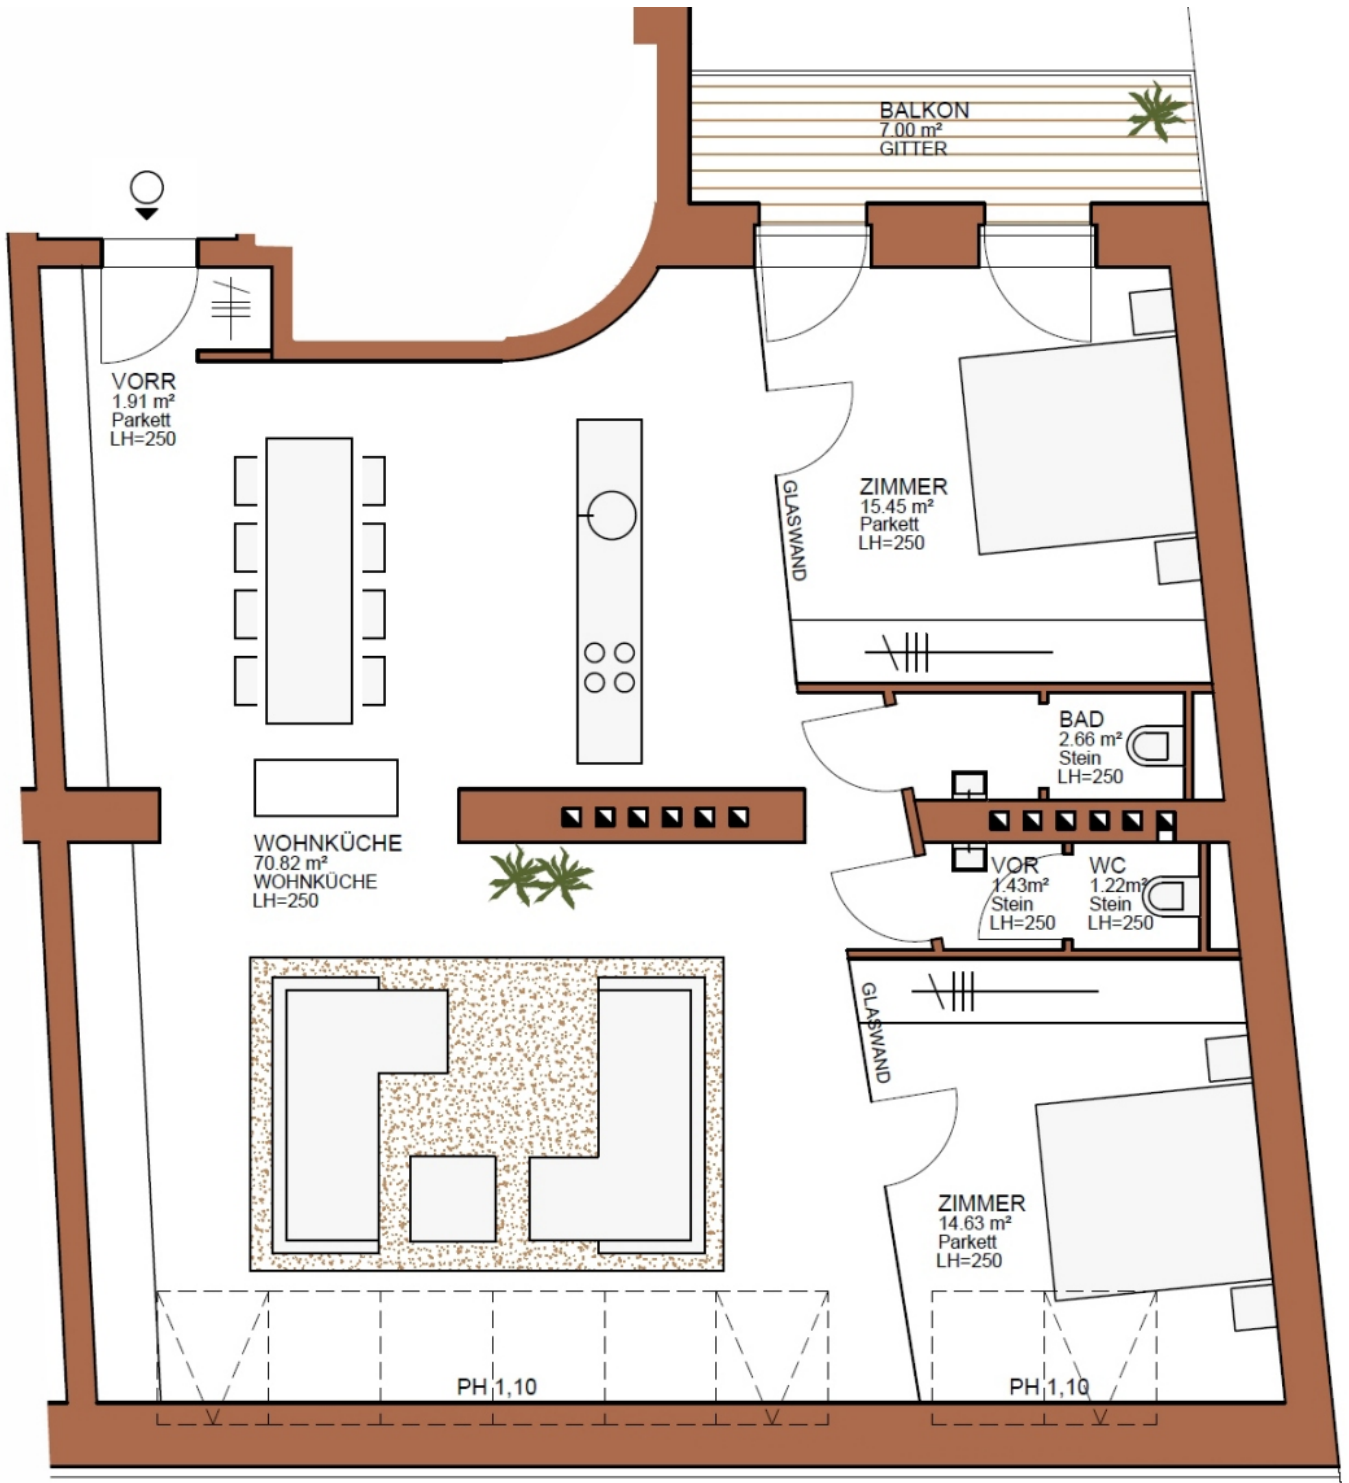 BALKON
7.00 m²
GITTER
VORR
1.91 m²
Parkett
LH=250
GLASWAND
ZIMMER
15.45 m²
Parkett
LH=250
BAD
2.66 m²
Stein
LH=250
WOHNKÜCHE
70.82 m²
WOHNKÜCHE
LH=250
VOR
1.43m²
Stein
LH=250
WC
1.22m²
Stein
LH=250
GLASWAND
ZIMMER
14.63 m²
Parkett
LH=250
PH 1,10
PH 1,10